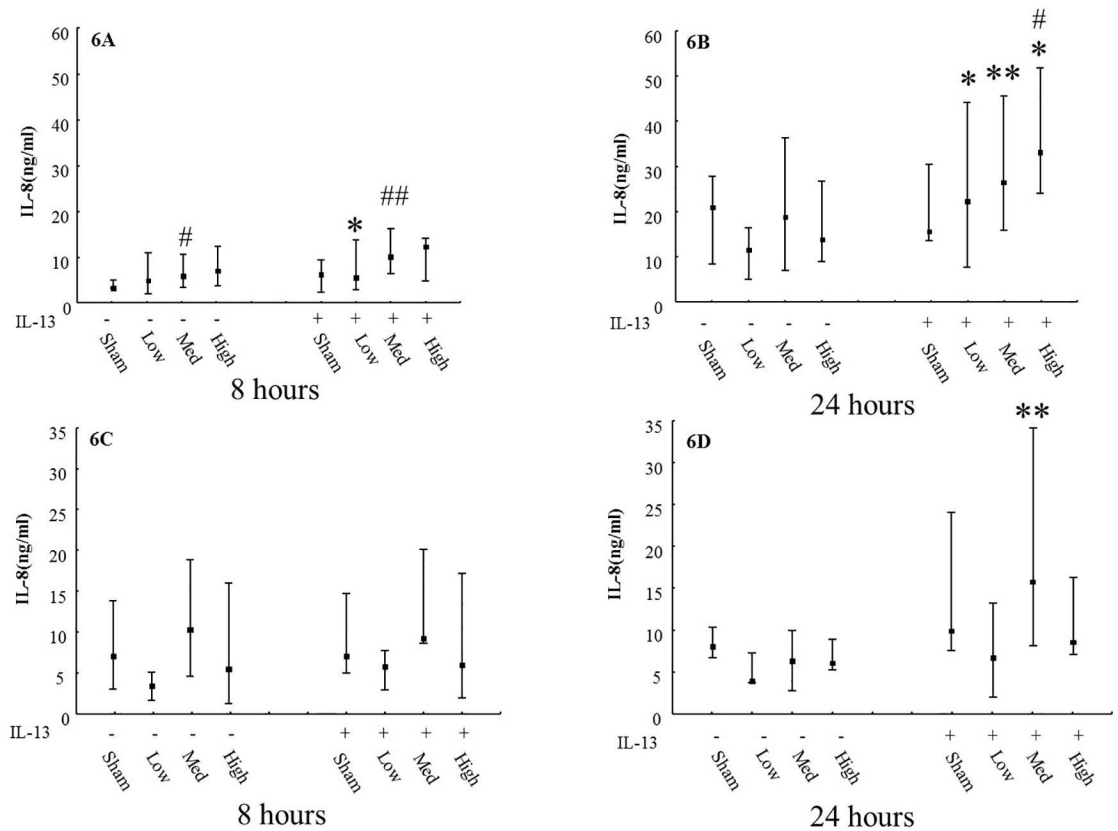 6A
60
50
40
30
20
10
0
IL-8(ng/ml)
# * ##
IL-13 - - - - + + + +
Sham Low Med High Sham Low Med High
8 hours
6B
60
50
40
30
20
10
0
IL-8(ng/ml)
#
* ** *
- - - - + + + +
Sham Low Med High Sham Low Med High
24 hours
6C
35
30
25
20
15
10
5
0
IL-8(ng/ml)
IL-13 - - - - + + + +
Sham Low Med High Sham Low Med High
8 hours
6D
35
30
25
20
15
10
5
0
IL-8(ng/ml)
**
IL-13 - - - - + + + +
Sham Low Med High Sham Low Med High
24 hours